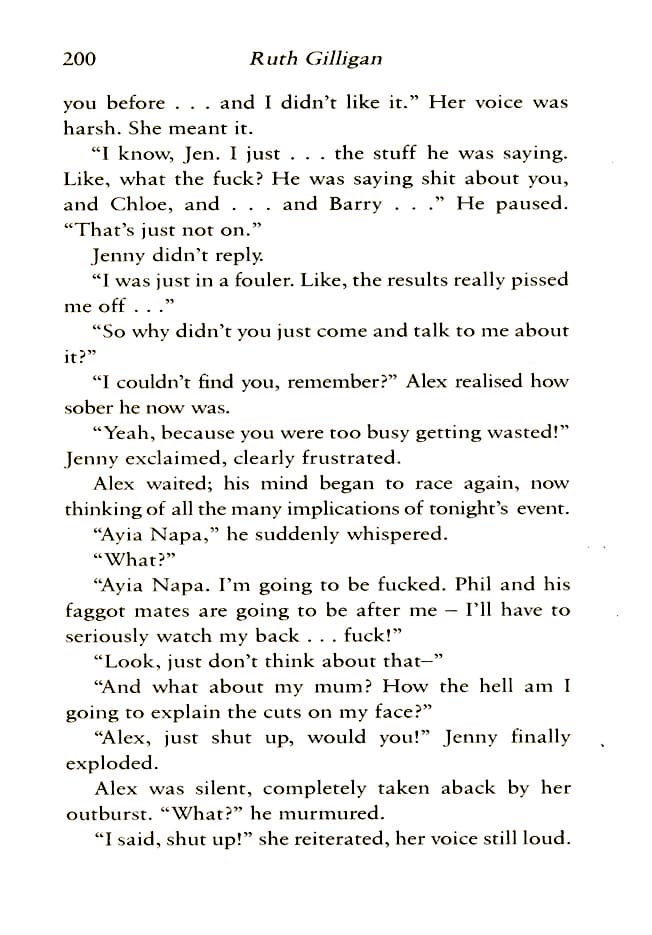 200 Ruth Gilligan
you before . . . and I didn’t like it.” Her voice was
harsh. She meant it.
“I know, Jen. I just . . . the stuff he was saying.
Like, what the fuck? He was saying shit about you,
and Chloe, and . . . and Barry . . .” He paused.
“That’s just not on.”
Jenny didn’t reply.
“I was just in a fouler. Like, the results really pissed
me off . . .”
“So why didn’t you just come and talk to me about
it?”
“I couldn’t find you, remember?” Alex realised how
sober he now was.
“Yeah, because you were too busy getting wasted!”
Jenny exclaimed, clearly frustrated.
Alex waited; his mind began to race again, now
thinking of all the many implications of tonight’s event.
“Ayia Napa,” he suddenly whispered.
“What?”
“Ayia Napa. I’m going to be fucked. Phil and his
faggot mates are going to be after me – I’ll have to
seriously watch my back . . . fuck!”
“Look, just don’t think about that–”
“And what about my mum? How the hell am I
going to explain the cuts on my face?”
“Alex, just shut up, would you!” Jenny finally
exploded.
Alex was silent, completely taken aback by her
outburst. “What?” he murmured.
“I said, shut up!” she reiterated, her voice still loud.